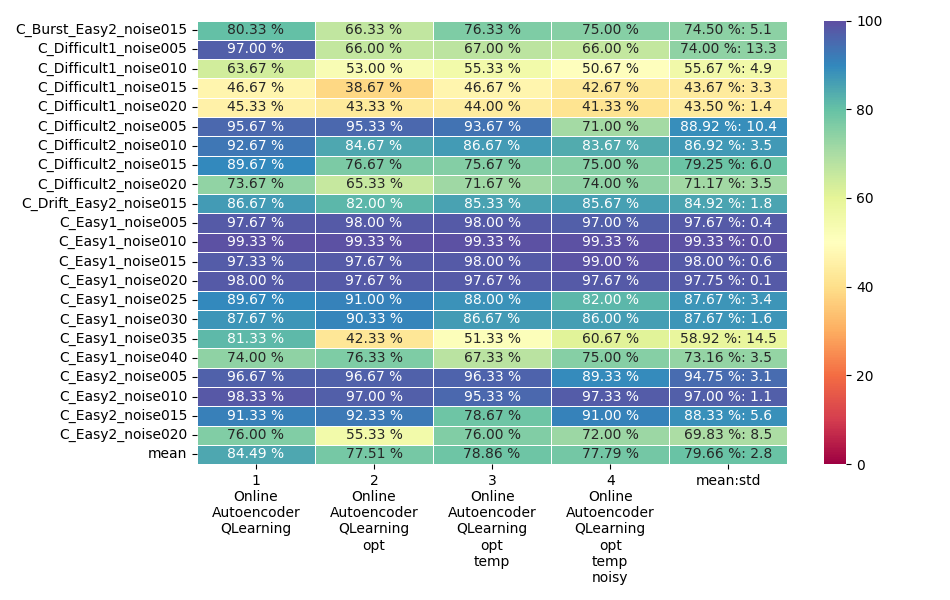 C_Burst_Easy2_noise015 80.33 % 66.33 % 76.33 % 75.00 % 74.50 %: 5.1
C_Difficult1_noise005 97.00 % 66.00 % 67.00 % 66.00 % 74.00 %: 13.3
C_Difficult1_noise010 63.67 % 53.00 % 55.33 % 50.67 % 55.67 %: 4.9
C_Difficult1_noise015 46.67 % 38.67 % 46.67 % 42.67 % 43.67 %: 3.3
C_Difficult1_noise020 45.33 % 43.33 % 44.00 % 41.33 % 43.50 %: 1.4
C_Difficult2_noise005 95.67 % 95.33 % 93.67 % 71.00 % 88.92 %: 10.4
C_Difficult2_noise010 92.67 % 84.67 % 86.67 % 83.67 % 86.92 %: 3.5
C_Difficult2_noise015 89.67 % 76.67 % 75.67 % 75.00 % 79.25 %: 6.0
C_Difficult2_noise020 73.67 % 65.33 % 71.67 % 74.00 % 71.17 %: 3.5
C_Drift_Easy2_noise015 86.67 % 82.00 % 85.33 % 85.67 % 84.92 %: 1.8
C_Easy1_noise005 97.67 % 98.00 % 98.00 % 97.00 % 97.67 %: 0.4
C_Easy1_noise010 99.33 % 99.33 % 99.33 % 99.33 % 99.33 %: 0.0
C_Easy1_noise015 97.33 % 97.67 % 98.00 % 99.00 % 98.00 %: 0.6
C_Easy1_noise020 98.00 % 97.67 % 97.67 % 97.67 % 97.75 %: 0.1
C_Easy1_noise025 89.67 % 91.00 % 88.00 % 82.00 % 87.67 %: 3.4
C_Easy1_noise030 87.67 % 90.33 % 86.67 % 86.00 % 87.67 %: 1.6
C_Easy1_noise035 81.33 % 42.33 % 51.33 % 60.67 % 58.92 %: 14.5
C_Easy1_noise040 74.00 % 76.33 % 67.33 % 75.00 % 73.16 %: 3.5
C_Easy2_noise005 96.67 % 96.67 % 96.33 % 89.33 % 94.75 %: 3.1
C_Easy2_noise010 98.33 % 97.00 % 95.33 % 97.33 % 97.00 %: 1.1
C_Easy2_noise015 91.33 % 92.33 % 78.67 % 91.00 % 88.33 %: 5.6
C_Easy2_noise020 76.00 % 55.33 % 76.00 % 72.00 % 69.83 %: 8.5
mean 84.49 % 77.51 % 78.86 % 77.79 % 79.66 %: 2.8
1 2 3 4 mean:std
Online Online Online Online
Autoencoder Autoencoder Autoencoder Autoencoder
QLearning QLearning QLearning QLearning
opt opt opt
temp temp
noisy
100
80
60
40
20
0